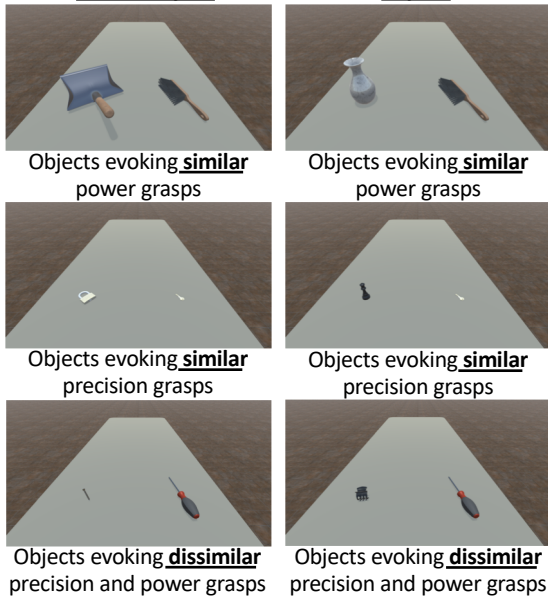 Objects evoking similar
power grasps
Objects evoking similar
power grasps
Objects evoking similar
precision grasps
Objects evoking similar
precision grasps
Objects evoking dissimilar
precision and power grasps
Objects evoking dissimilar
precision and power grasps